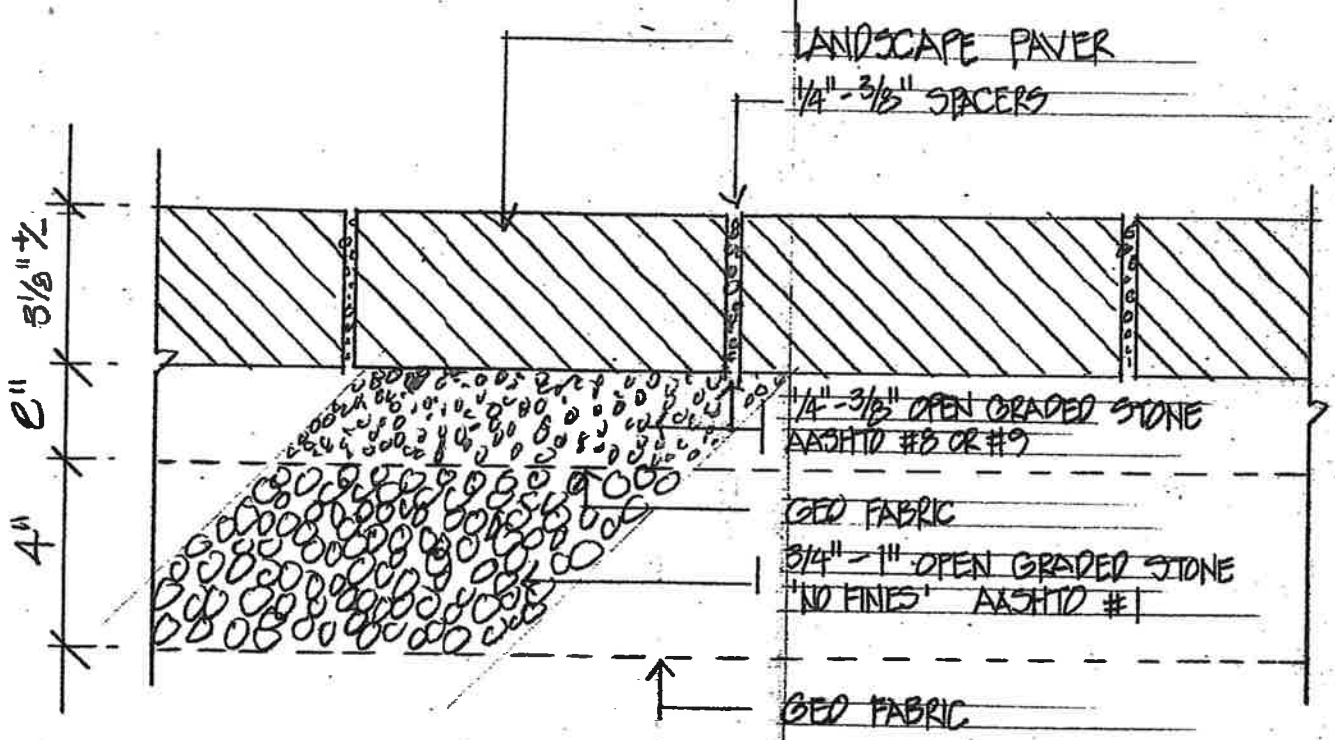 LANDSCAPE PAVER
1/4"-3/8" SPACERS
3 1/8" +/-
2"
4"
1/4"-3/8" OPEN GRADED STONE
AASHTO #8 OR #9
GEO FABRIC
3/4"-1" OPEN GRADED STONE
'NO FINES' AASHTO #1
GEO FABRIC